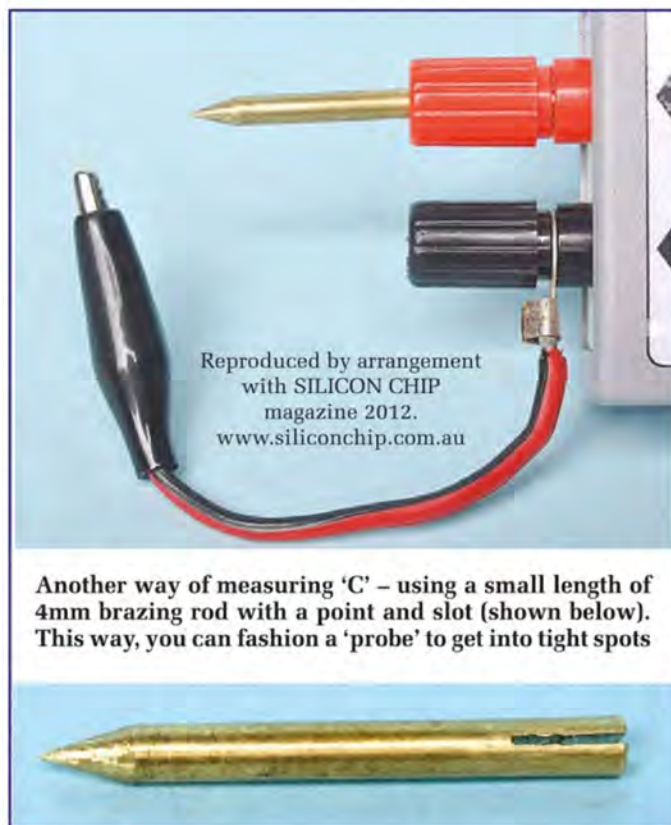 Reproduced by arrangement
with SILICON CHIP
magazine 2012.
www.siliconchip.com.au
Another way of measuring ‘C’ – using a small length of
4mm brazing rod with a point and slot (shown below).
This way, you can fashion a ‘probe’ to get into tight spots